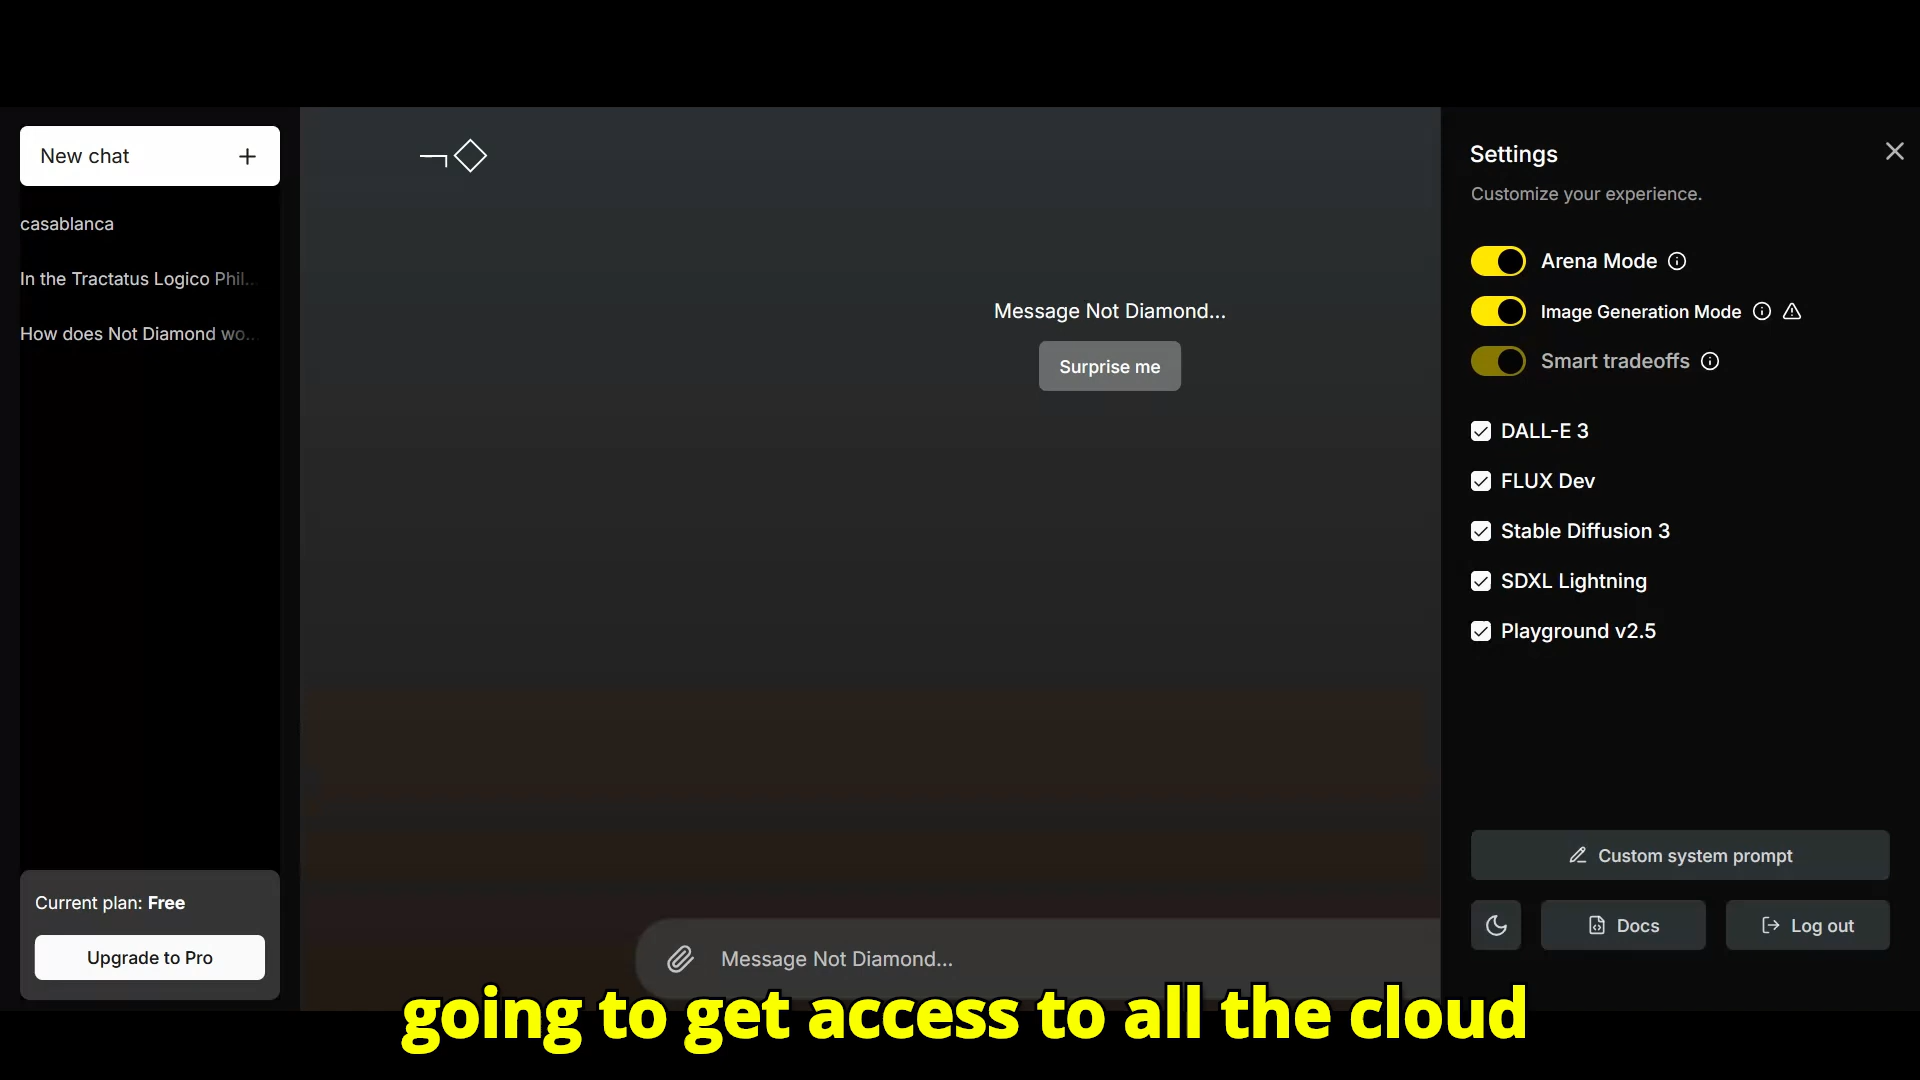 New chat
casablanca
In the Tractatus Logico Phil...
How does Not Diamond wo...
Current plan: Free
Upgrade to Pro
Message Not Diamond...
Surprise me
Message Not Diamond...
Settings
Customize your experience.
Arena Mode
Image Generation Mode
Smart tradeoffs
DALL-E 3
FLUX Dev
Stable Diffusion 3
SDXL Lightning
Playground v2.5
Custom system prompt
Docs
Log out
going to get access to all the cloud